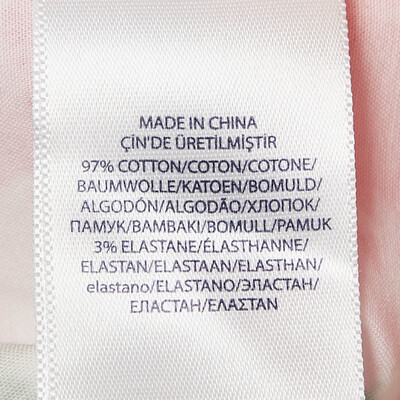 MADE IN CHINA
ÇİN'DE ÜRETİLMİŞTİR
97% COTTON/COTON/COTONE/
BAUMWOLLE/KATOEN/BOMULD/
ALGODÓN/ALGODÃO/ХЛОПОК/
ПАМУК/ΒΑΜΒΑΚΙ/BOMULL/PAMUK
3% ELASTANE/ÉLASTHANNE/
ELASTAN/ELASTAAN/ELASTHAN/
elastano/ELASTANO/ЭЛАСТАН/
ЕЛАСТАН/ΕΛΑΣΤΑΝ